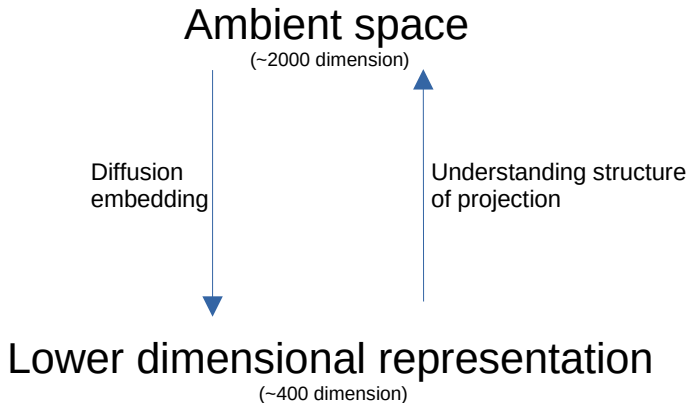 Ambient space
(~2000 dimension)
Diffusion
embedding
Understanding structure
of projection
Lower dimensional representation
(~400 dimension)